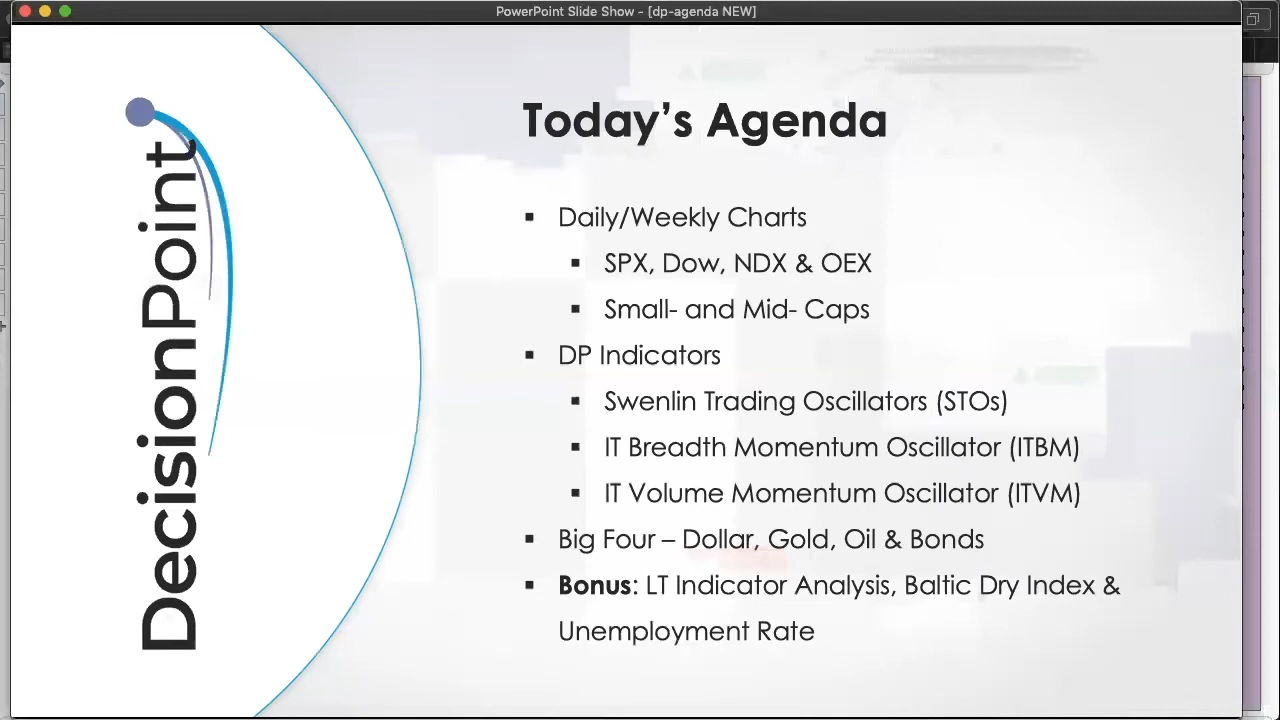 PowerPoint Slide Show - [dp-agenda NEW]
DecisionPoint
Today’s Agenda
Daily/Weekly Charts
SPX, Dow, NDX & OEX
Small- and Mid- Caps
DP Indicators
Swenlin Trading Oscillators (STOs)
IT Breadth Momentum Oscillator (ITBM)
IT Volume Momentum Oscillator (ITVM)
Big Four – Dollar, Gold, Oil & Bonds
Bonus: LT Indicator Analysis, Baltic Dry Index &
Unemployment Rate